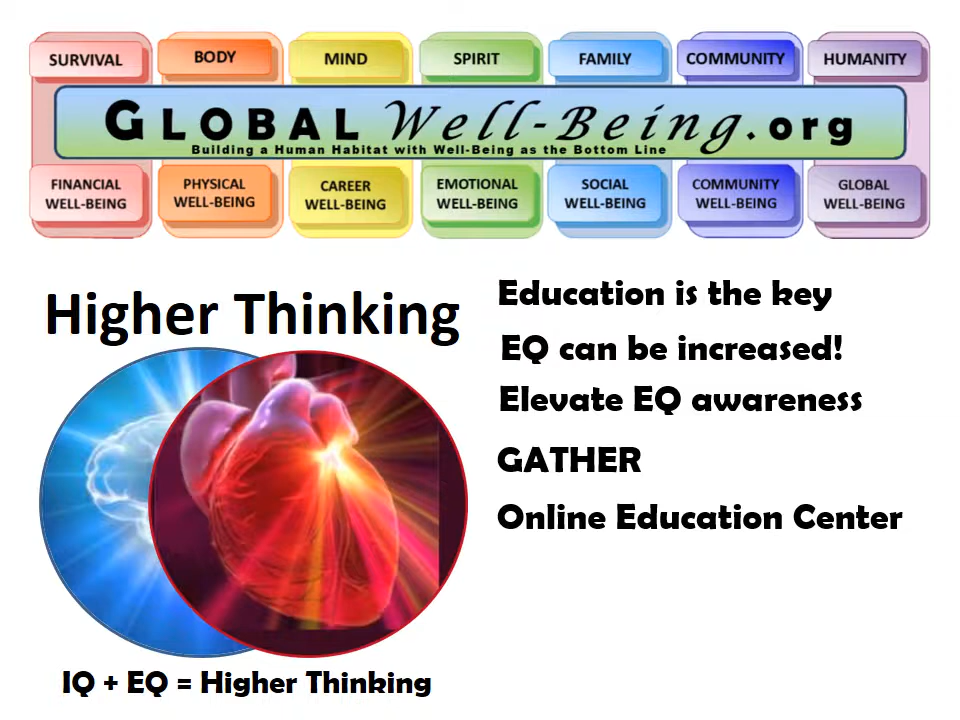 SURVIVAL
BODY
MIND
SPIRIT
FAMILY
COMMUNITY
HUMANITY
GLOBAL Well-Being.org
Building a Human Habitat with Well-Being as the Bottom Line
FINANCIAL
WELL-BEING
PHYSICAL
WELL-BEING
CAREER
WELL-BEING
EMOTIONAL
WELL-BEING
SOCIAL
WELL-BEING
COMMUNITY
WELL-BEING
GLOBAL
WELL-BEING
Higher Thinking
IQ + EQ = Higher Thinking
Education is the key
EQ can be increased!
Elevate EQ awareness
GATHER
Online Education Center